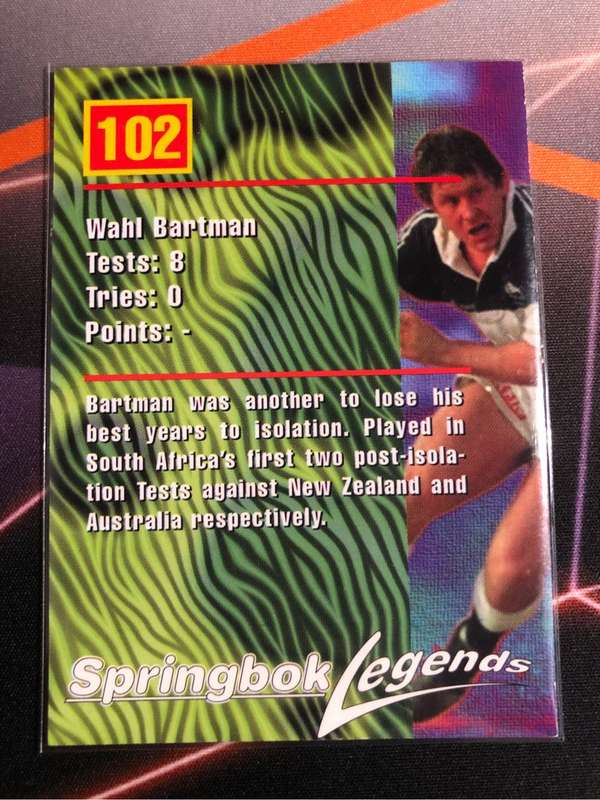 102
Wahl Bartman
Tests: 8
Tries: 0
Points: -
Bartman was another to lose his
best years to isolation. Played in
South Africa's first two post-isola-
tion Tests against New Zealand and
Australia respectively.
Springbok Legends